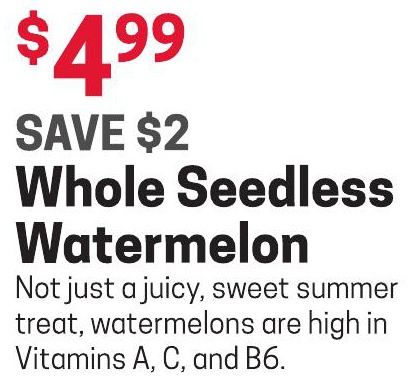 $4.99
SAVE $2
Whole Seedless
Watermelon
Not just a juicy, sweet summer
treat, watermelons are high in
Vitamins A, C, and B6.